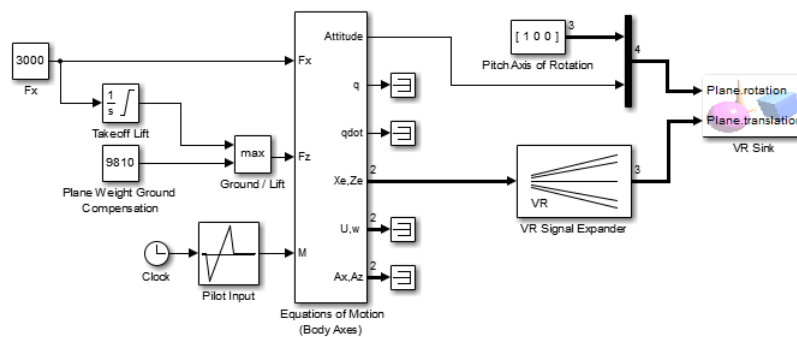 3000
Fx
1
s
Takeoff Lift
9810
Plane Weight Ground
Compensation
max
Ground / Lift
Clock
Pilot Input
Fx
Fz
M
Attitude
q
qdot
Xe,Ze
U,w
Ax,Az
2
2
2
Equations of Motion
(Body Axes)
[ 1 0 0 ]
3
Pitch Axis of Rotation
4
VR
3
VR Signal Expander
Plane.rotation
Plane.translation
VR Sink